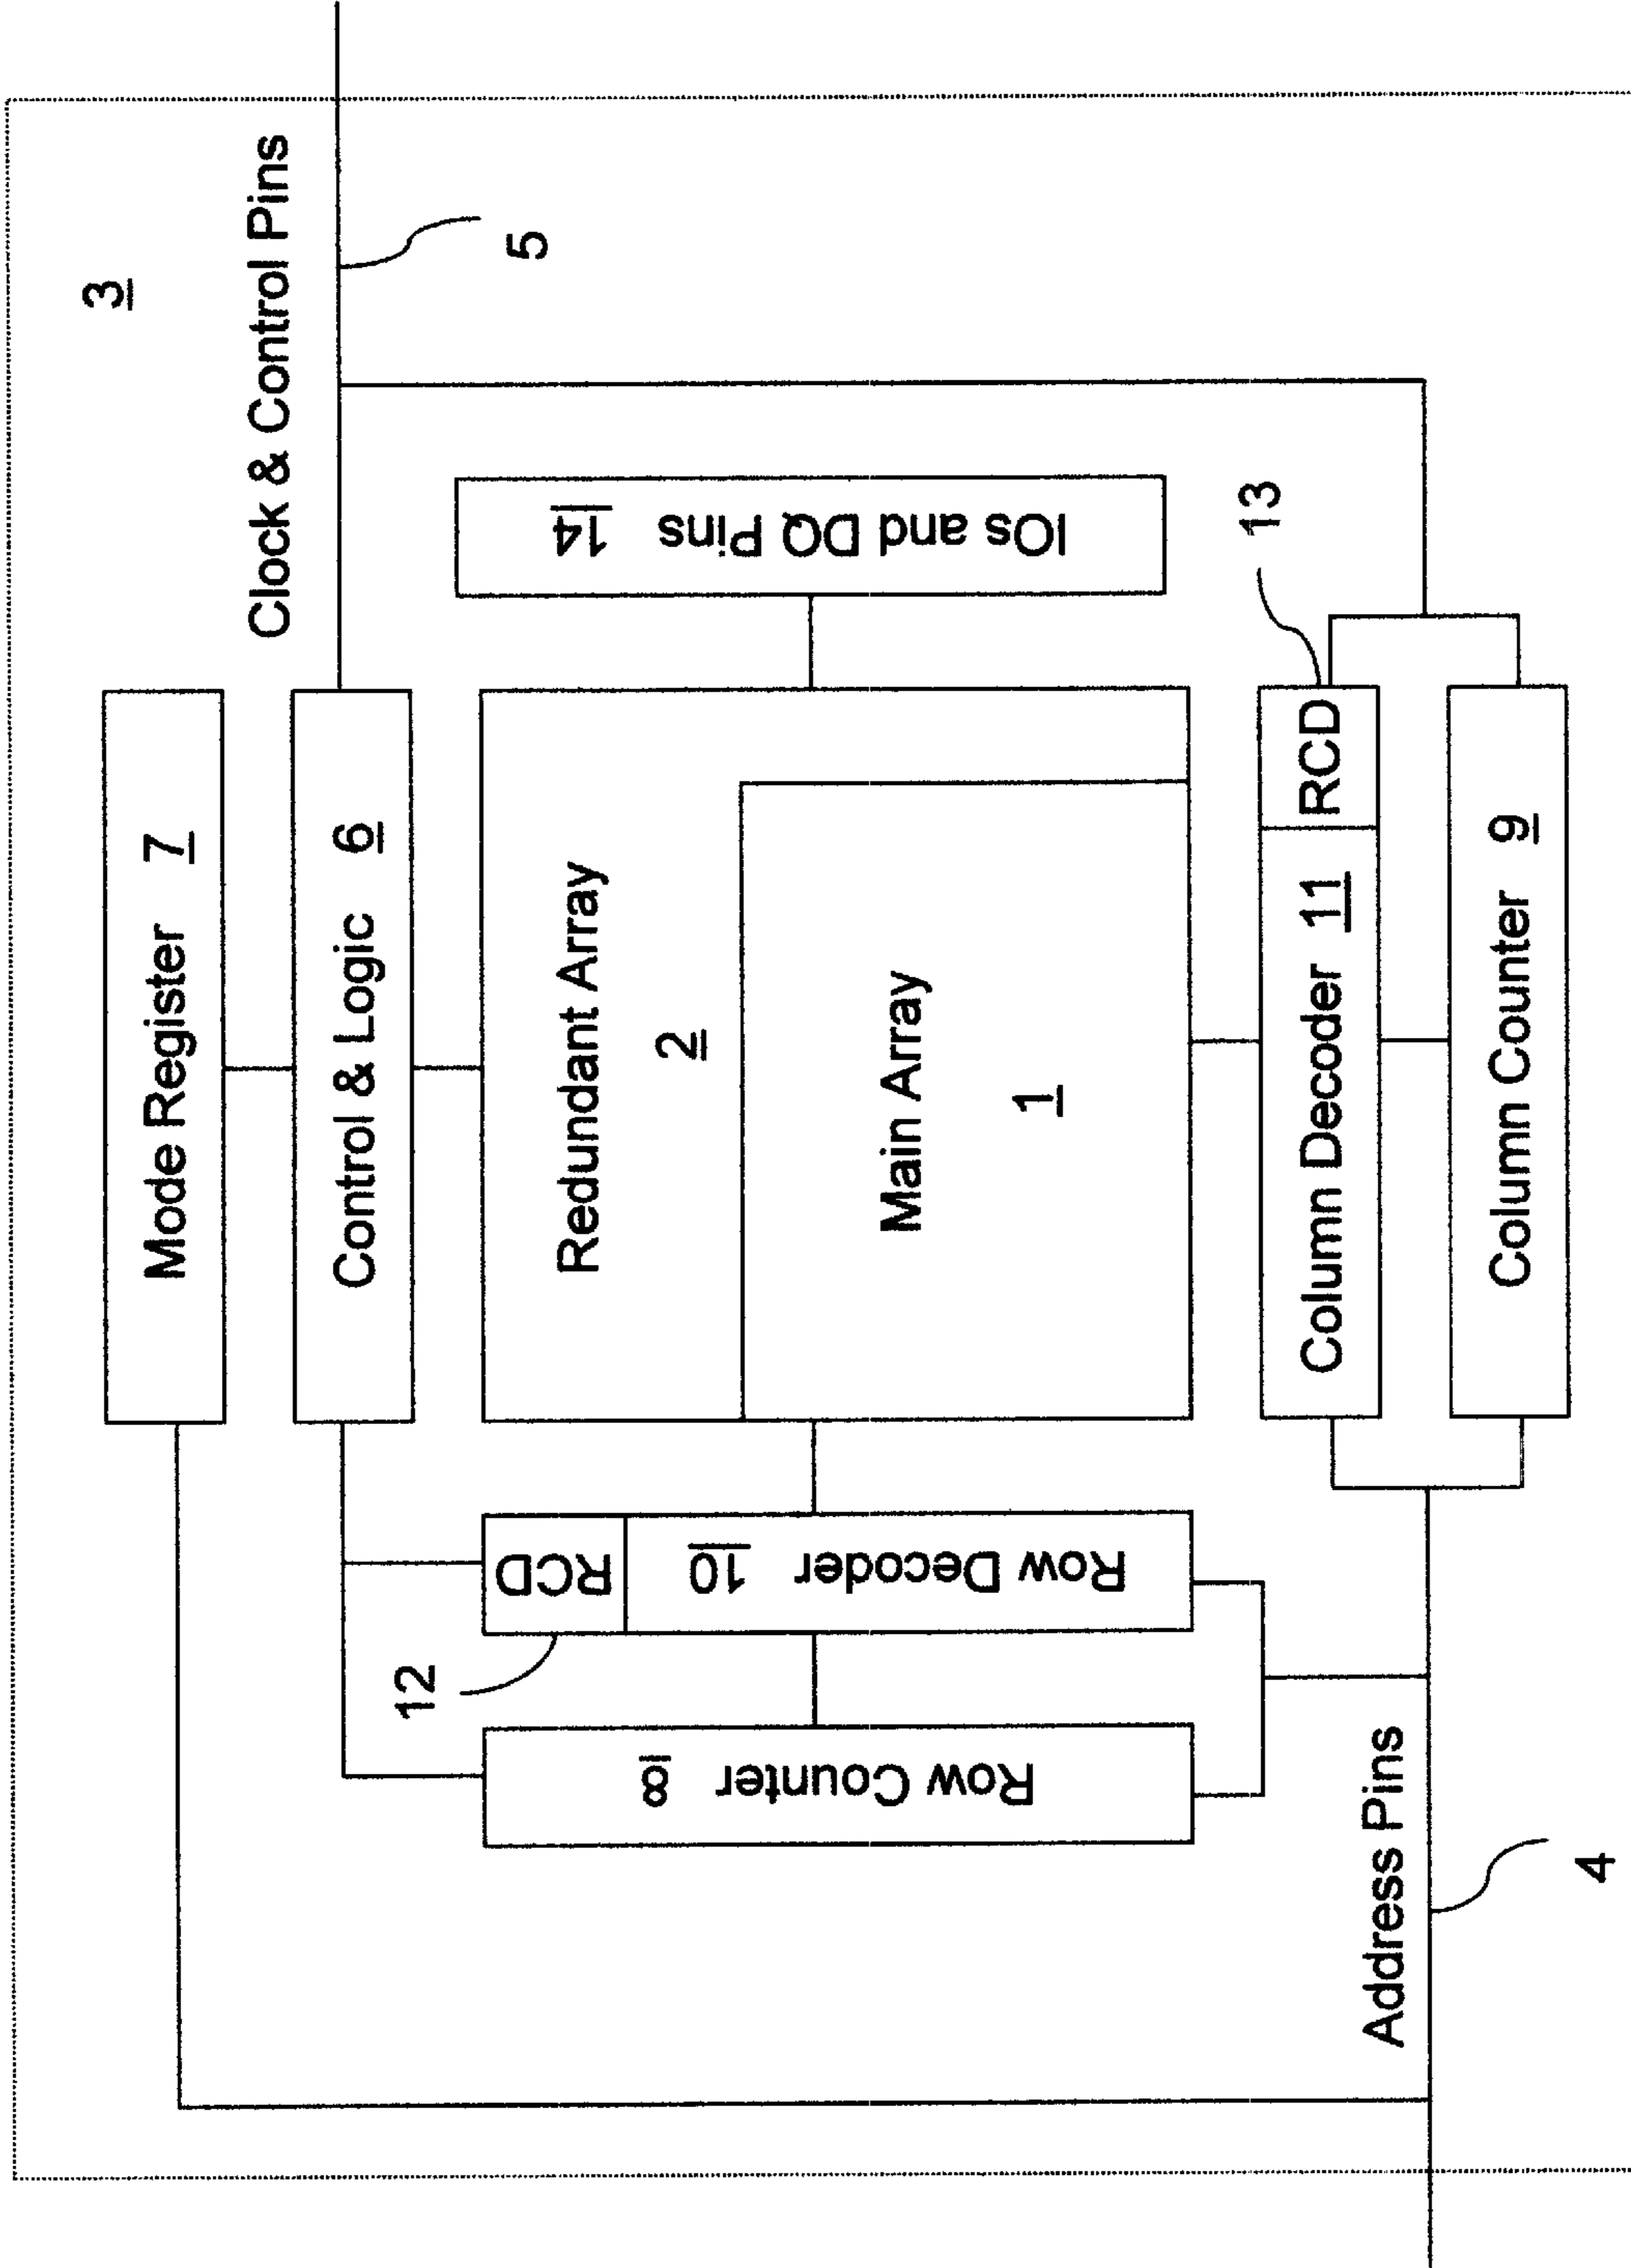 3
Clock & Control Pins
5
Mode Register 7
Control & Logic 6
Redundant Array
2
Main Array
1
IOs and DQ Pins 14
13
Column Decoder 11
RCD
Column Counter 9
RCD
Row Decoder 10
12
Row Counter 8
Address Pins
4